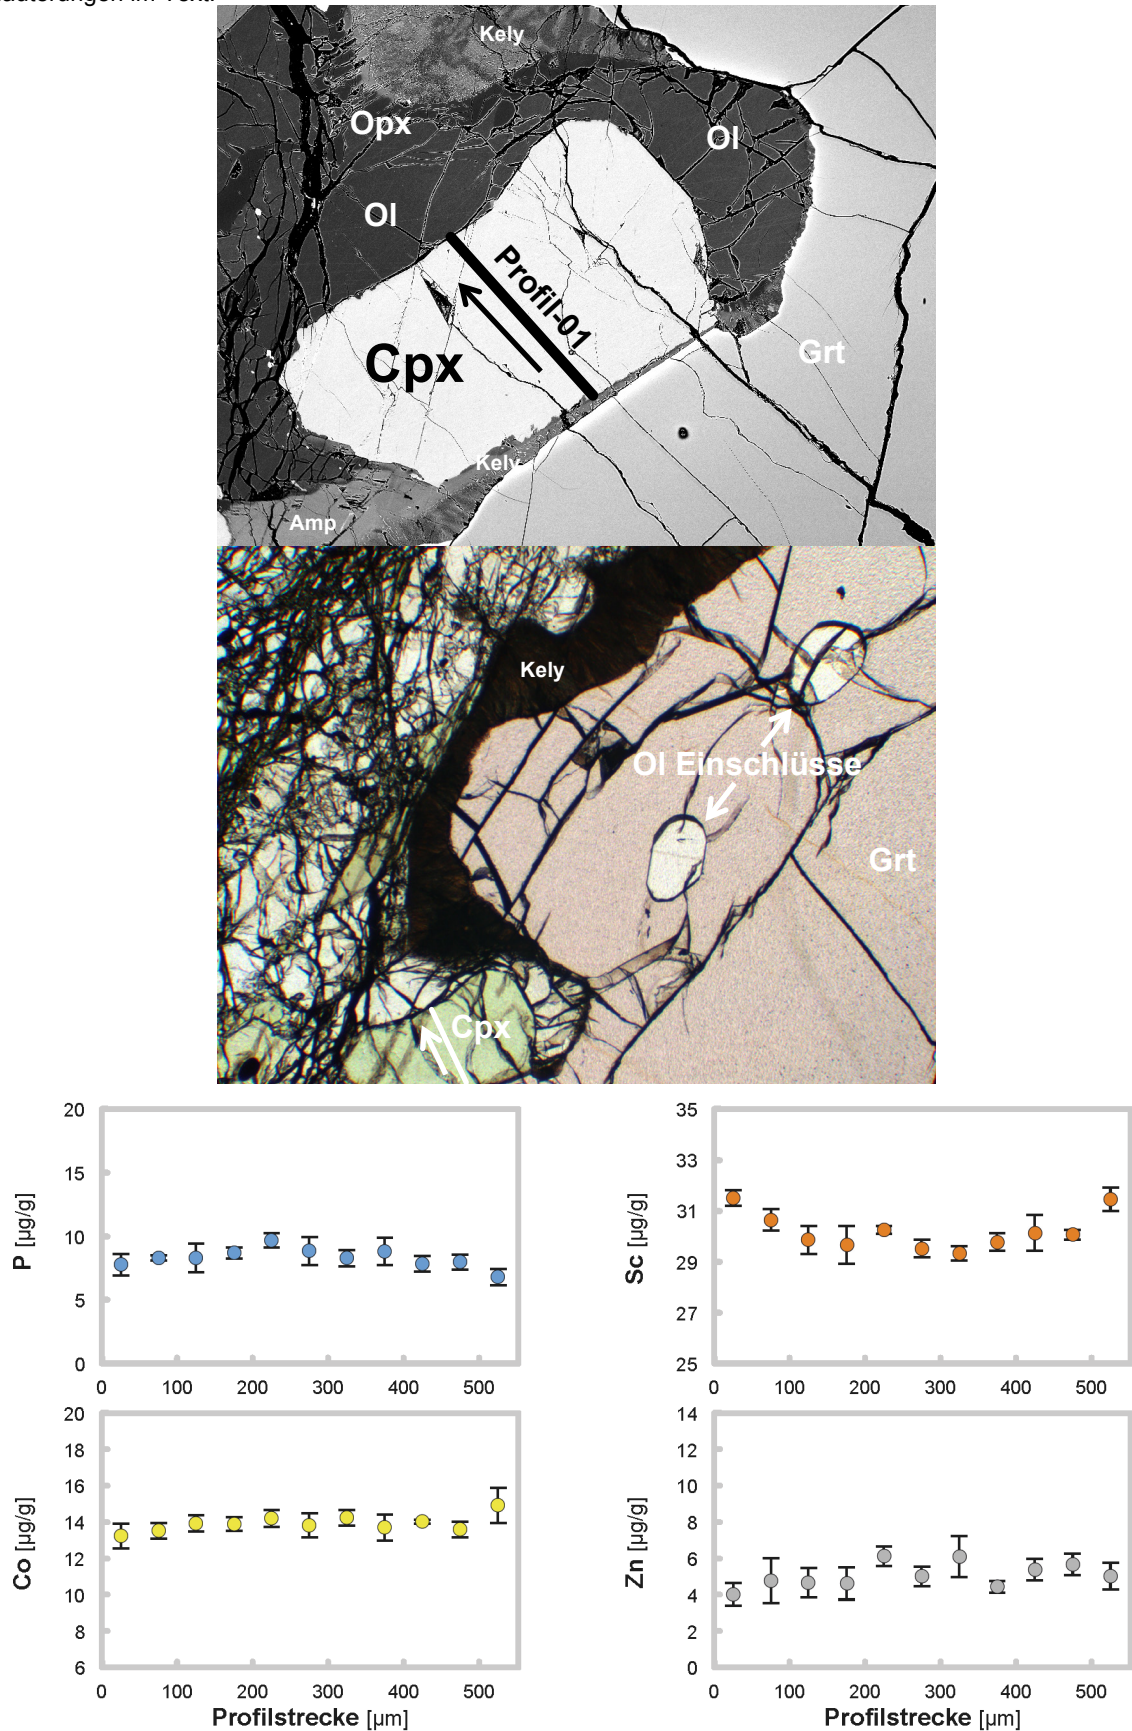 Kely
Opx
Ol
Ol
Profil-01
Cpx
Grt
Kely
Amp
Kely
Ol Einschlüsse
Grt
Cpx
20
15
10
5
0
P [µg/g]
0 100 200 300 400 500
35
33
31
29
27
25
Sc [µg/g]
0 100 200 300 400 500
20
18
16
14
12
10
8
6
Co [µg/g]
0 100 200 300 400 500
Profilstrecke [µm]
14
12
10
8
6
4
2
0
Zn [µg/g]
0 100 200 300 400 500
Profilstrecke [µm]